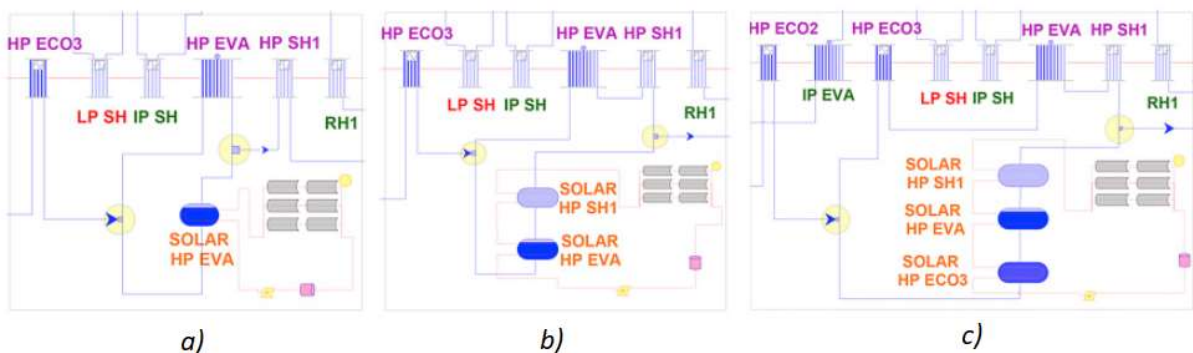 HP ECO3
HP EVA
HP SH1
LP SH
IP SH
RH1
SOLAR
HP EVA
a)
HP ECO3
HP EVA
HP SH1
LP SH
IP SH
RH1
SOLAR
HP SH1
SOLAR
HP EVA
b)
HP ECO2
HP ECO3
HP EVA
HP SH1
IP EVA
LP SH
IP SH
RH1
SOLAR
HP SH1
SOLAR
HP EVA
SOLAR
HP ECO3
c)